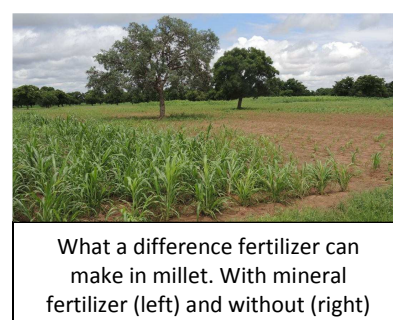 What a difference fertilizer can
make in millet. With mineral
fertilizer (left) and without (right)